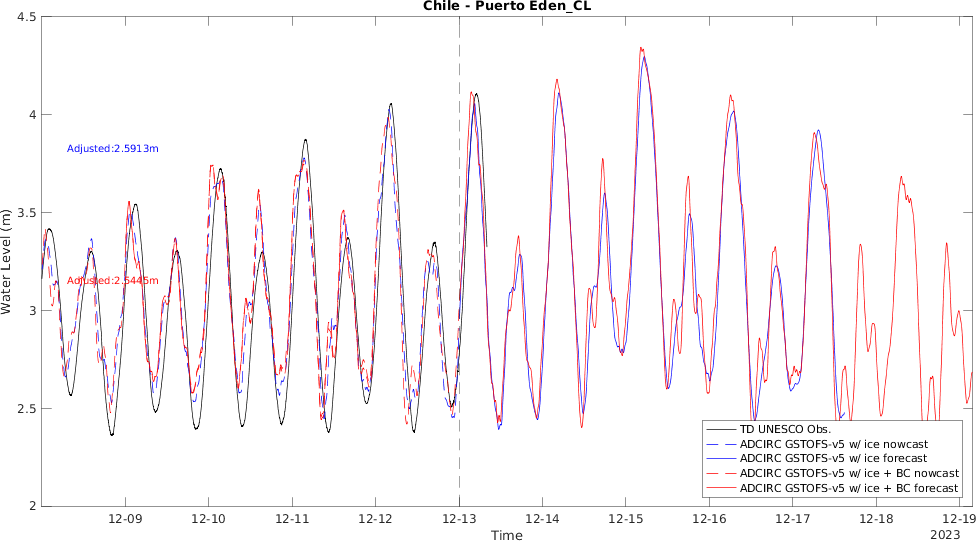 Chile - Puerto Eden_CL
4.5
4
3.5
3
2.5
2
Water Level (m)
Adjusted:2.5913m
Adjusted:2.5445m
TD UNESCO Obs.
ADCIRC GSTOFS-v5 w/ ice nowcast
ADCIRC GSTOFS-v5 w/ ice forecast
ADCIRC GSTOFS-v5 w/ ice + BC nowcast
ADCIRC GSTOFS-v5 w/ ice + BC forecast
12-09 12-10 12-11 12-12 12-13 12-14 12-15 12-16 12-17 12-18 12-19
Time
2023